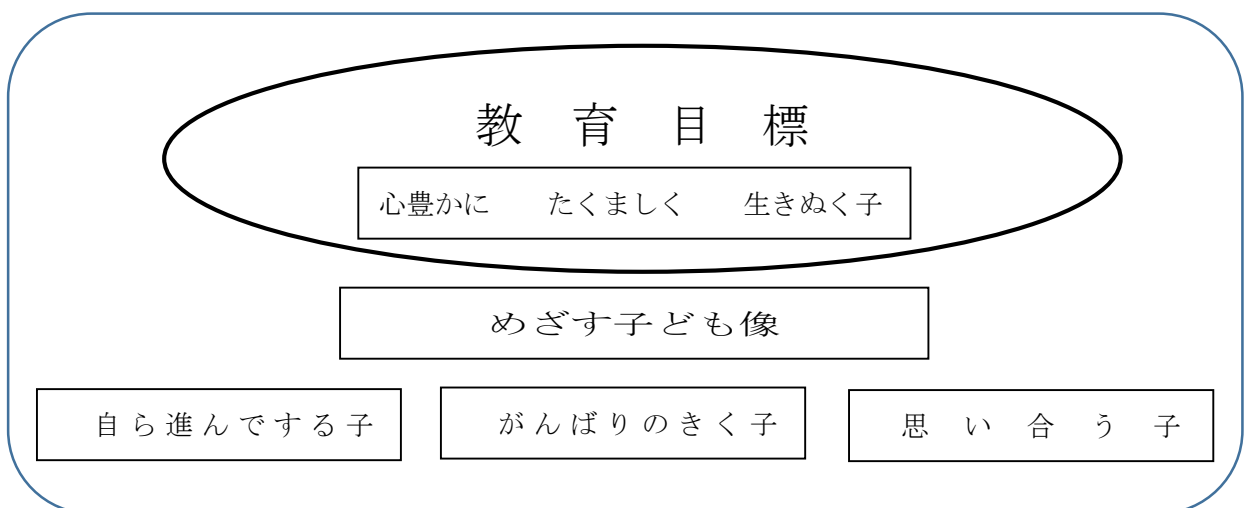 教　育　目　標
心豊かに　　たくましく　　生きぬく子
めざす子ども像
自ら進んでする子
がんばりのきく子
思　い　合　う　子